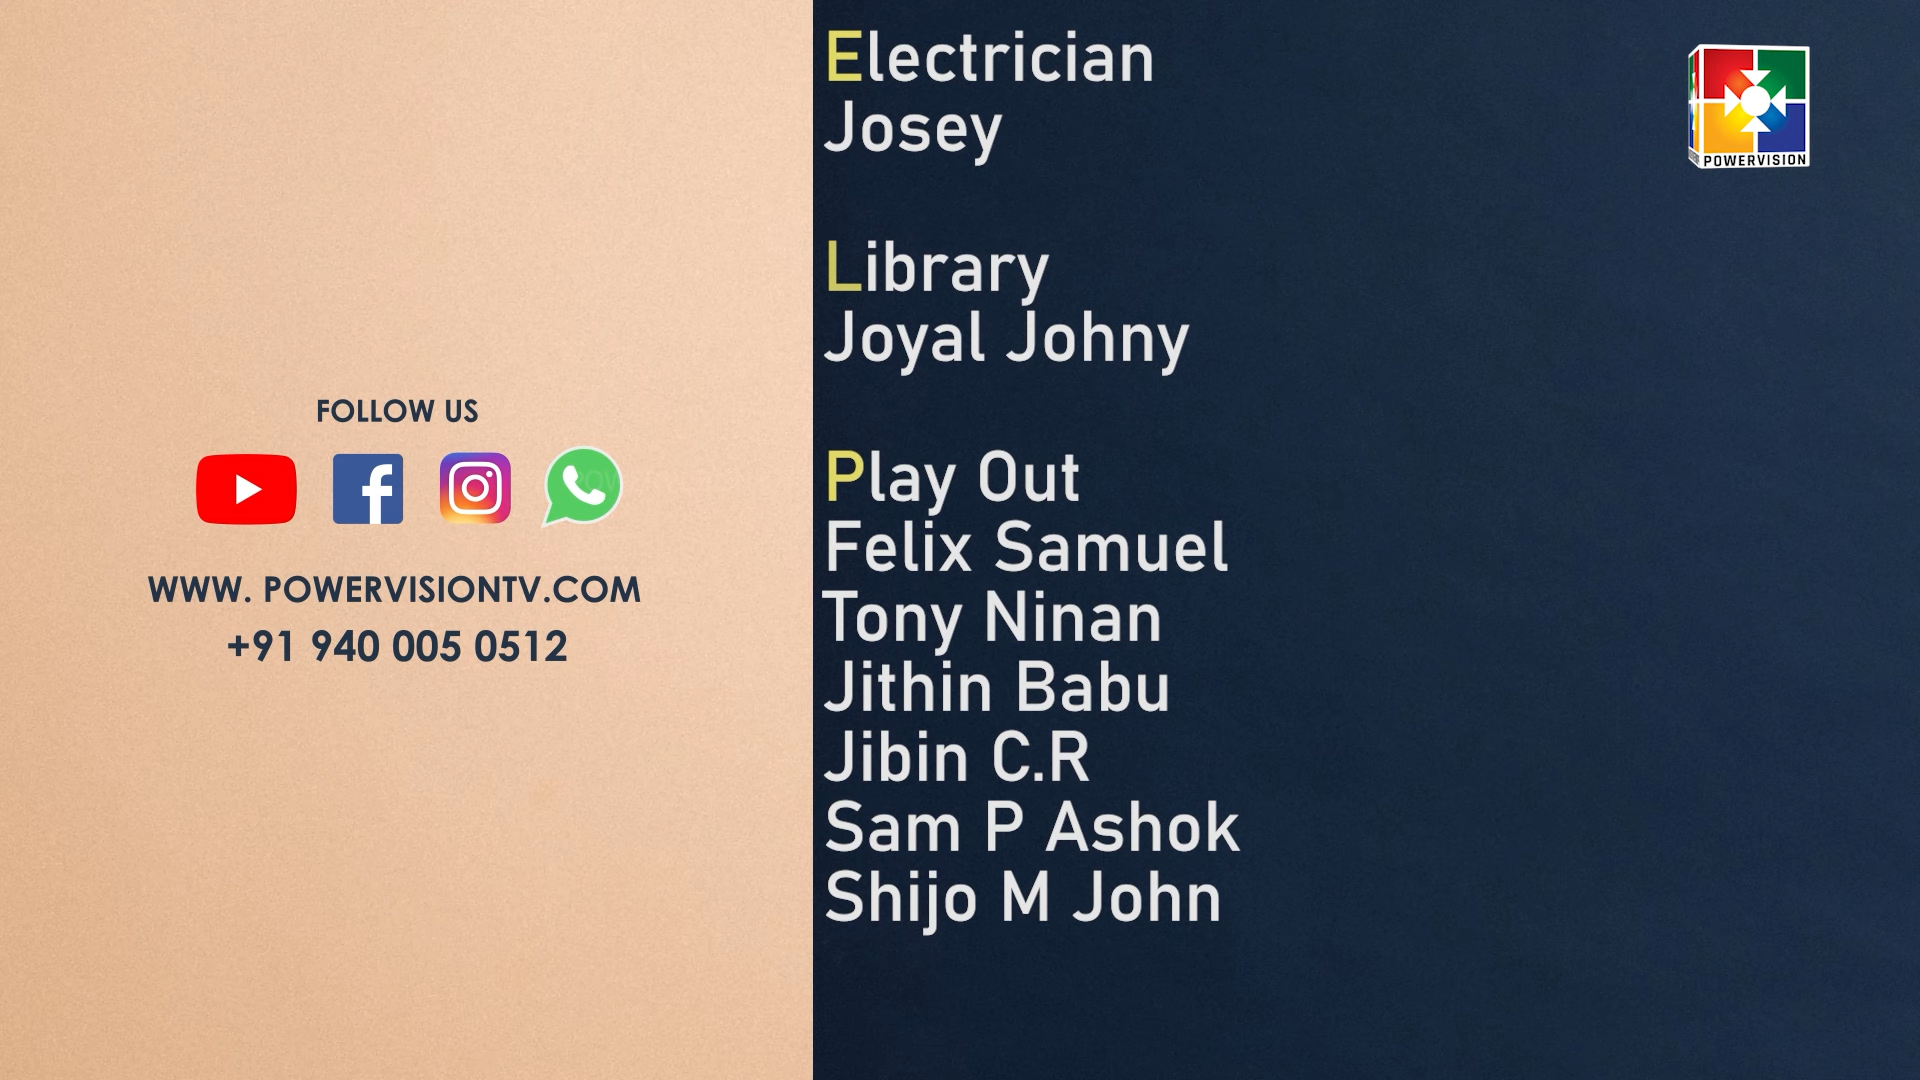 FOLLOW US
WWW. POWERVISIONTV.COM
+91 940 005 0512
Electrician
Josey
Library
Joyal Johny
Play Out
Felix Samuel
Tony Ninan
Jithin Babu
Jibin C.R
Sam P Ashok
Shijo M John
POWERVISION